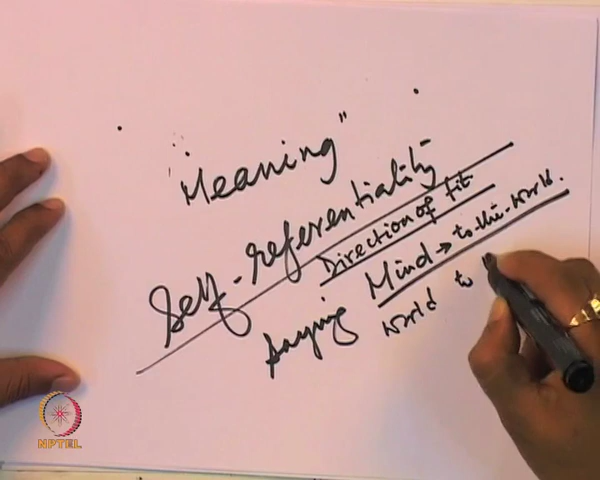 "Meaning"
Self-referentiality
Direction of fit
saying Mind → to the world.
world to
NPTEL